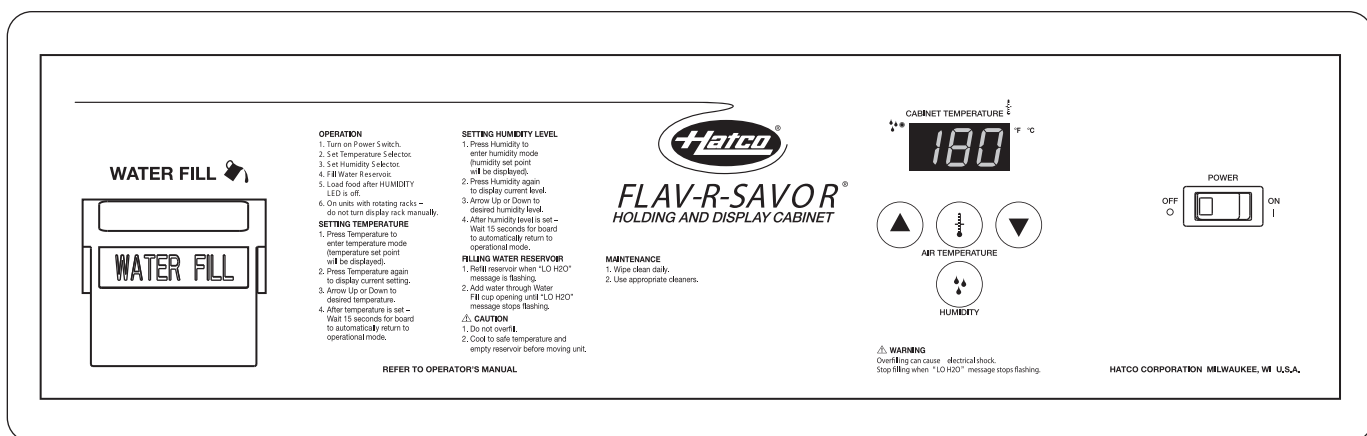 WATER FILL
WATER FILL
OPERATION
1. Turn on Power Switch.
2. Set Temperature Selector.
3. Set Humidity Selector.
4. Fill Water Reservoir.
5. Load food after HUMIDITY
LED is off.
6. On units with rotating racks –
do not turn display rack manually.
SETTING TEMPERATURE
1. Press Temperature to
enter temperature mode
(temperature set point
will be displayed).
2. Press Temperature again
to display current setting.
3. Arrow Up or Down to
desired temperature.
4. After temperature is set –
Wait 15 seconds for board
to automatically return to
operational mode.
SETTING HUMIDITY LEVEL
1. Press Humidity to
enter humidity mode
(humidity set point
will be displayed).
2. Press Humidity again
to display current level.
3. Arrow Up or Down to
desired humidity level.
4. After humidity level is set –
Wait 15 seconds for board
to automatically return to
operational mode.
FILLING WATER RESERVOIR
1. Refill reservoir when "LO H2O"
message is flashing.
2. Add water through Water
Fill cup opening until "LO H2O"
message stops flashing.
⚠ CAUTION
1. Do not overfill.
2. Cool to safe temperature and
empty reservoir before moving unit.
REFER TO OPERATOR'S MANUAL
Hatco®
FLAV-R-SAVOR®
HOLDING AND DISPLAY CABINET
MAINTENANCE
1. Wipe clean daily.
2. Use appropriate cleaners.
CABINET TEMPERATURE
180
°F °C
AIR TEMPERATURE
HUMIDITY
⚠ WARNING
Overfilling can cause electrical shock.
Stop filling when "LO H2O" message stops flashing.
POWER
OFF
O
ON
I
HATCO CORPORATION MILWAUKEE, WI U.S.A.